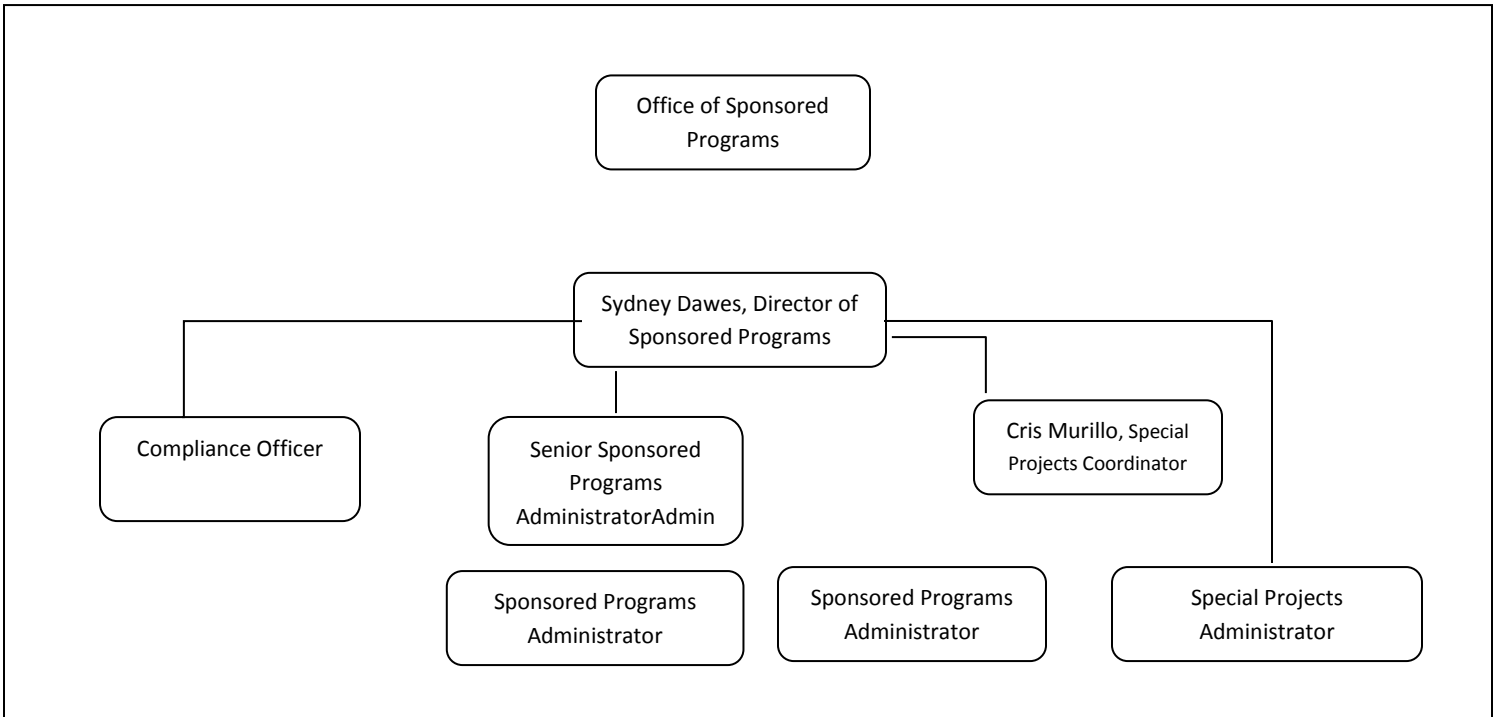 Office of Sponsored
Programs
Sydney Dawes, Director of
Sponsored Programs
Compliance Officer
Senior Sponsored
Programs
AdministratorAdmin
Cris Murillo, Special
Projects Coordinator
Sponsored Programs
Administrator
Sponsored Programs
Administrator
Special Projects
Administrator